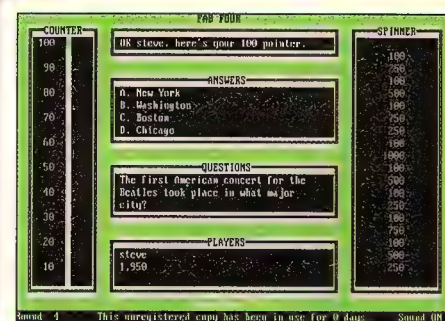 FAB FOUR
COUNTER
100
90
80
70
60
50
40
30
20
10
OK steve, here's your 100 pointer.
ANSWERS
A. New York
B. Washington
C. Boston
D. Chicago
QUESTIONS
The first American concert for the
Beatles took place in what major
city?
PLAYERS
steve
1,950
SPINNER
100
250
100
500
100
750
250
100
1000
100
500
100
250
100
750
100
500
250
Round 4 This unregistered copy has been in use for 0 days Sound ON